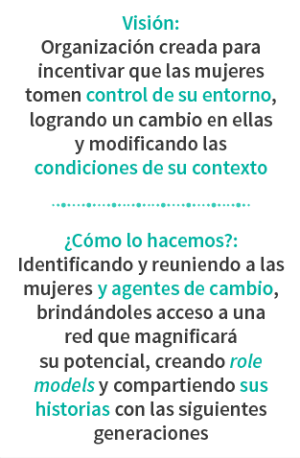 Visión:
Organización creada para
incentivar que las mujeres
tomen control de su entorno,
logrando un cambio en ellas
y modificando las
condiciones de su contexto
¿Cómo lo hacemos?:
Identificando y reuniendo a las
mujeres y agentes de cambio,
brindándoles acceso a una
red que magnificará
su potencial, creando role
models y compartiendo sus
historias con las siguientes
generaciones